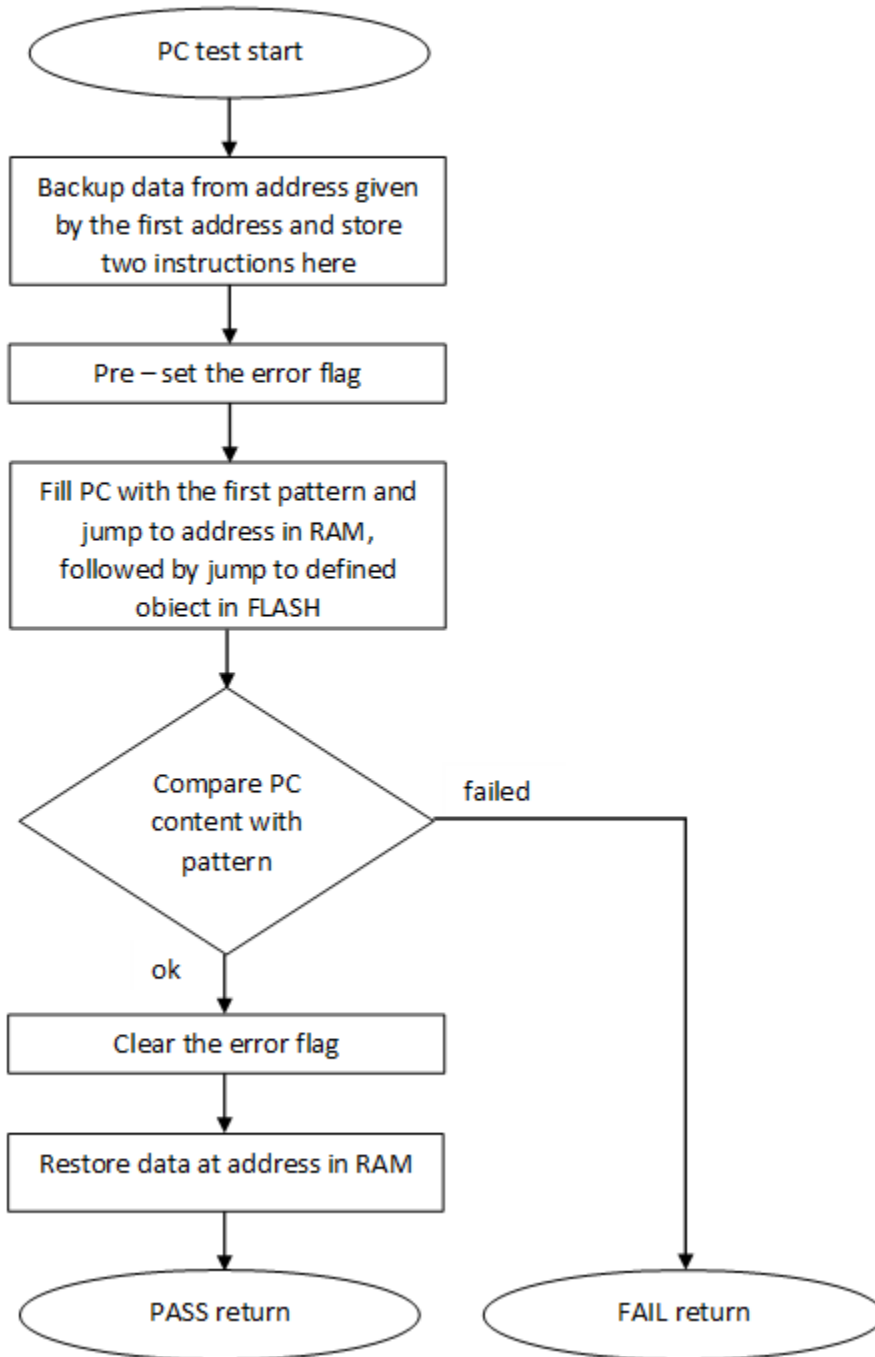 PC test start
Backup data from address given
by the first address and store
two instructions here
Pre – set the error flag
Fill PC with the first pattern and
jump to address in RAM,
followed by jump to defined
object in FLASH
Compare PC
content with
pattern
failed
ok
Clear the error flag
Restore data at address in RAM
PASS return
FAIL return